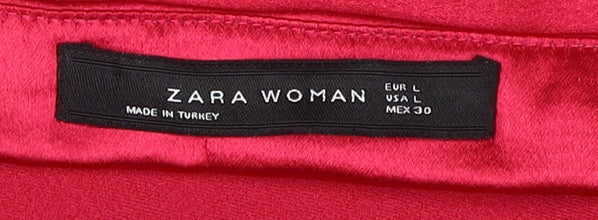 ZARA WOMAN
MADE IN TURKEY
EUR L
USA L
MEX 30